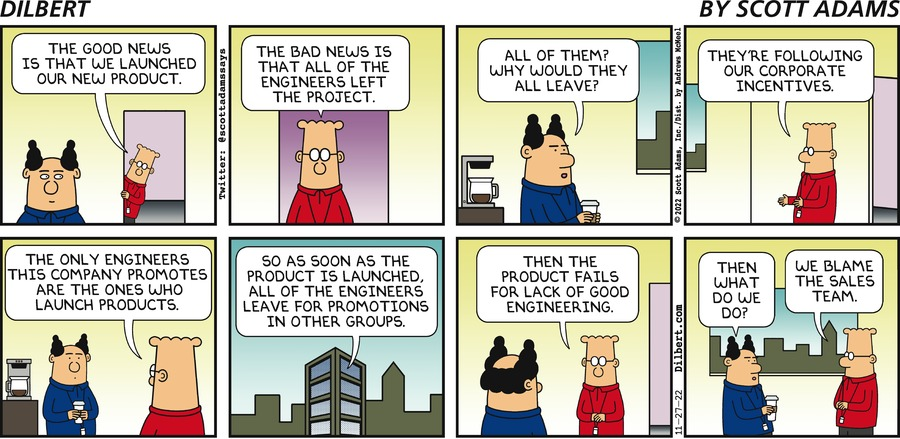 DILBERT
BY SCOTT ADAMS
THE GOOD NEWS
IS THAT WE LAUNCHED
OUR NEW PRODUCT.
Twitter: @scottadamssays
THE BAD NEWS IS
THAT ALL OF THE
ENGINEERS LEFT
THE PROJECT.
ALL OF THEM?
WHY WOULD THEY
ALL LEAVE?
© 2022 Scott Adams, Inc./Dist. by Andrews McMeel
THEY'RE FOLLOWING
OUR CORPORATE
INCENTIVES.
THE ONLY ENGINEERS
THIS COMPANY PROMOTES
ARE THE ONES WHO
LAUNCH PRODUCTS.
SO AS SOON AS THE
PRODUCT IS LAUNCHED,
ALL OF THE ENGINEERS
LEAVE FOR PROMOTIONS
IN OTHER GROUPS.
THEN THE
PRODUCT FAILS
FOR LACK OF GOOD
ENGINEERING.
11-27-22 Dilbert.com
THEN
WHAT
DO WE
DO?
WE BLAME
THE SALES
TEAM.